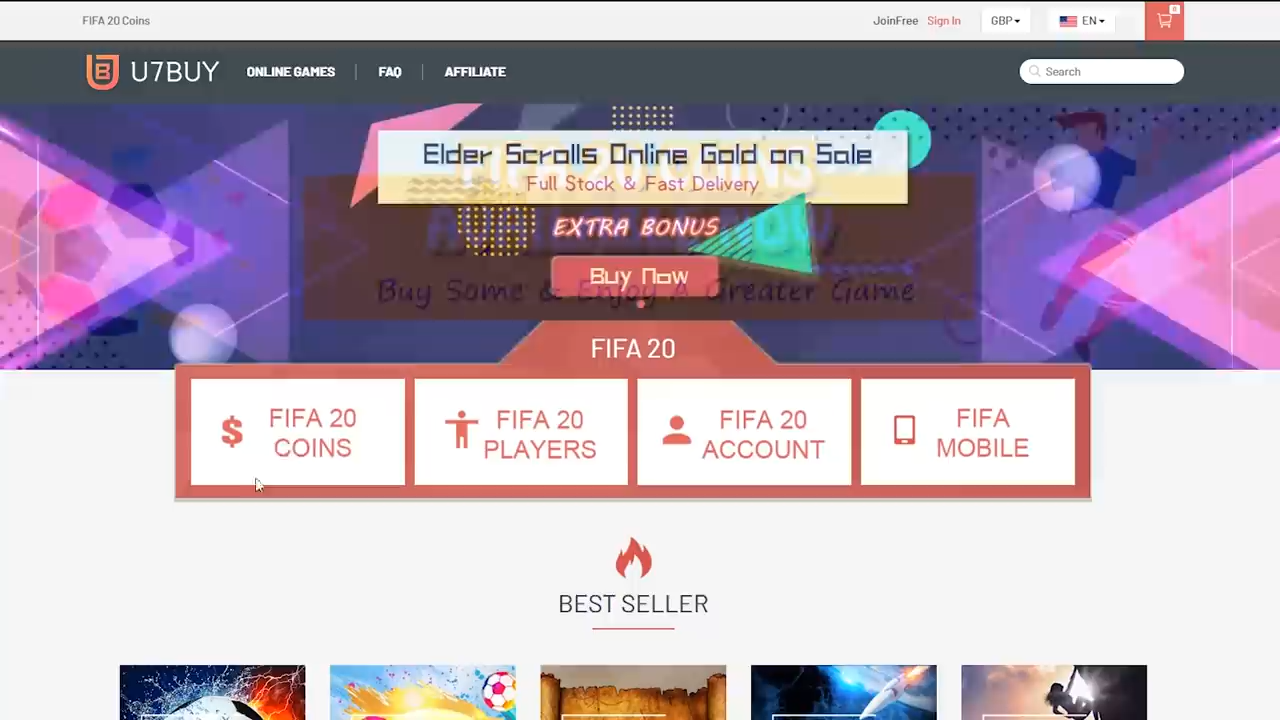 FIFA 20 Coins
JoinFree Sign In GBP EN 0
U7BUY ONLINE GAMES FAQ AFFILIATE Search
Elder Scrolls Online Gold on Sale
Full Stock & Fast Delivery
EXTRA BONUS
Buy Now
Buy Some & Enjoy A Greater Game
FIFA 20
$ FIFA 20
COINS
FIFA 20
PLAYERS
FIFA 20
ACCOUNT
FIFA
MOBILE
BEST SELLER